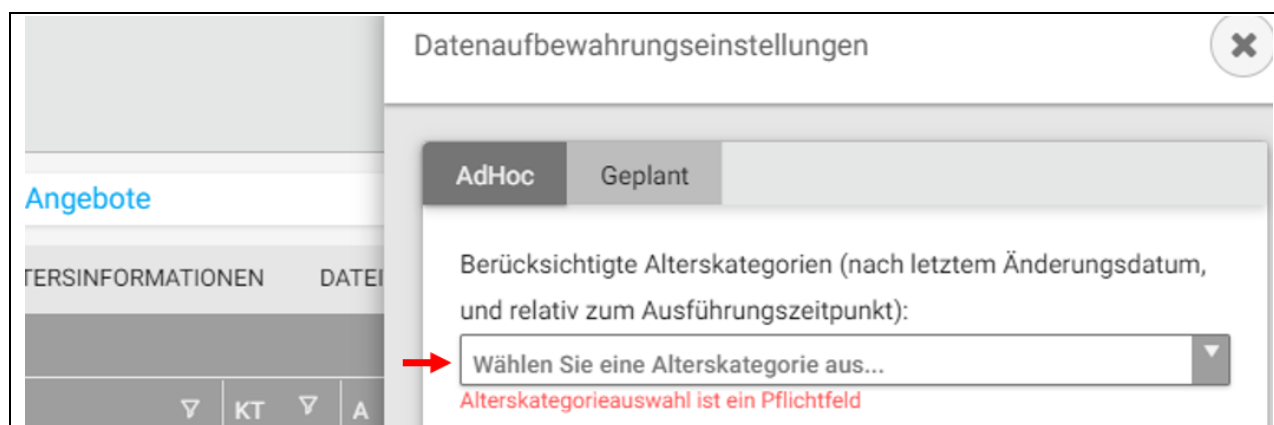 Datenaufbewahrungseinstellungen
AdHoc Geplant
Angebote
TERSINFORMATIONEN DATEI
Berücksichtigte Alterskategorien (nach letztem Änderungsdatum,
und relativ zum Ausführungszeitpunkt):
Wählen Sie eine Alterskategorie aus...
Alterskategorieauswahl ist ein Pflichtfeld
KT A